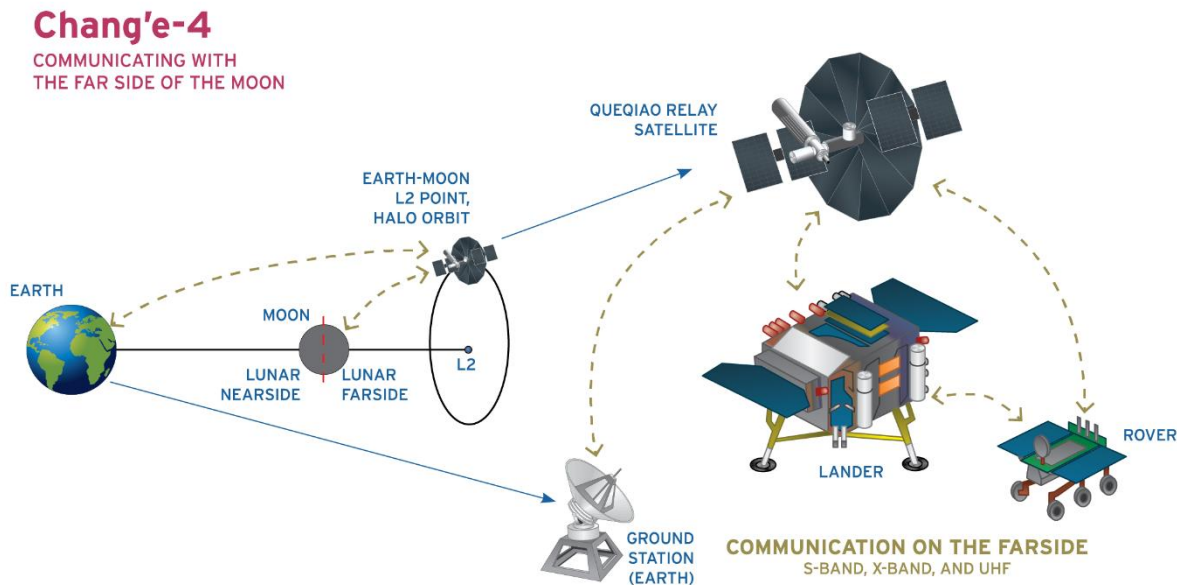 Chang'e-4
COMMUNICATING WITH
THE FAR SIDE OF THE MOON
QUEQIAO RELAY
SATELLITE
EARTH-MOON
L2 POINT,
HALO ORBIT
EARTH
MOON
LUNAR
NEARSIDE
LUNAR
FARSIDE
L2
GROUND
STATION
(EARTH)
LANDER
ROVER
COMMUNICATION ON THE FARSIDE
S-BAND, X-BAND, AND UHF